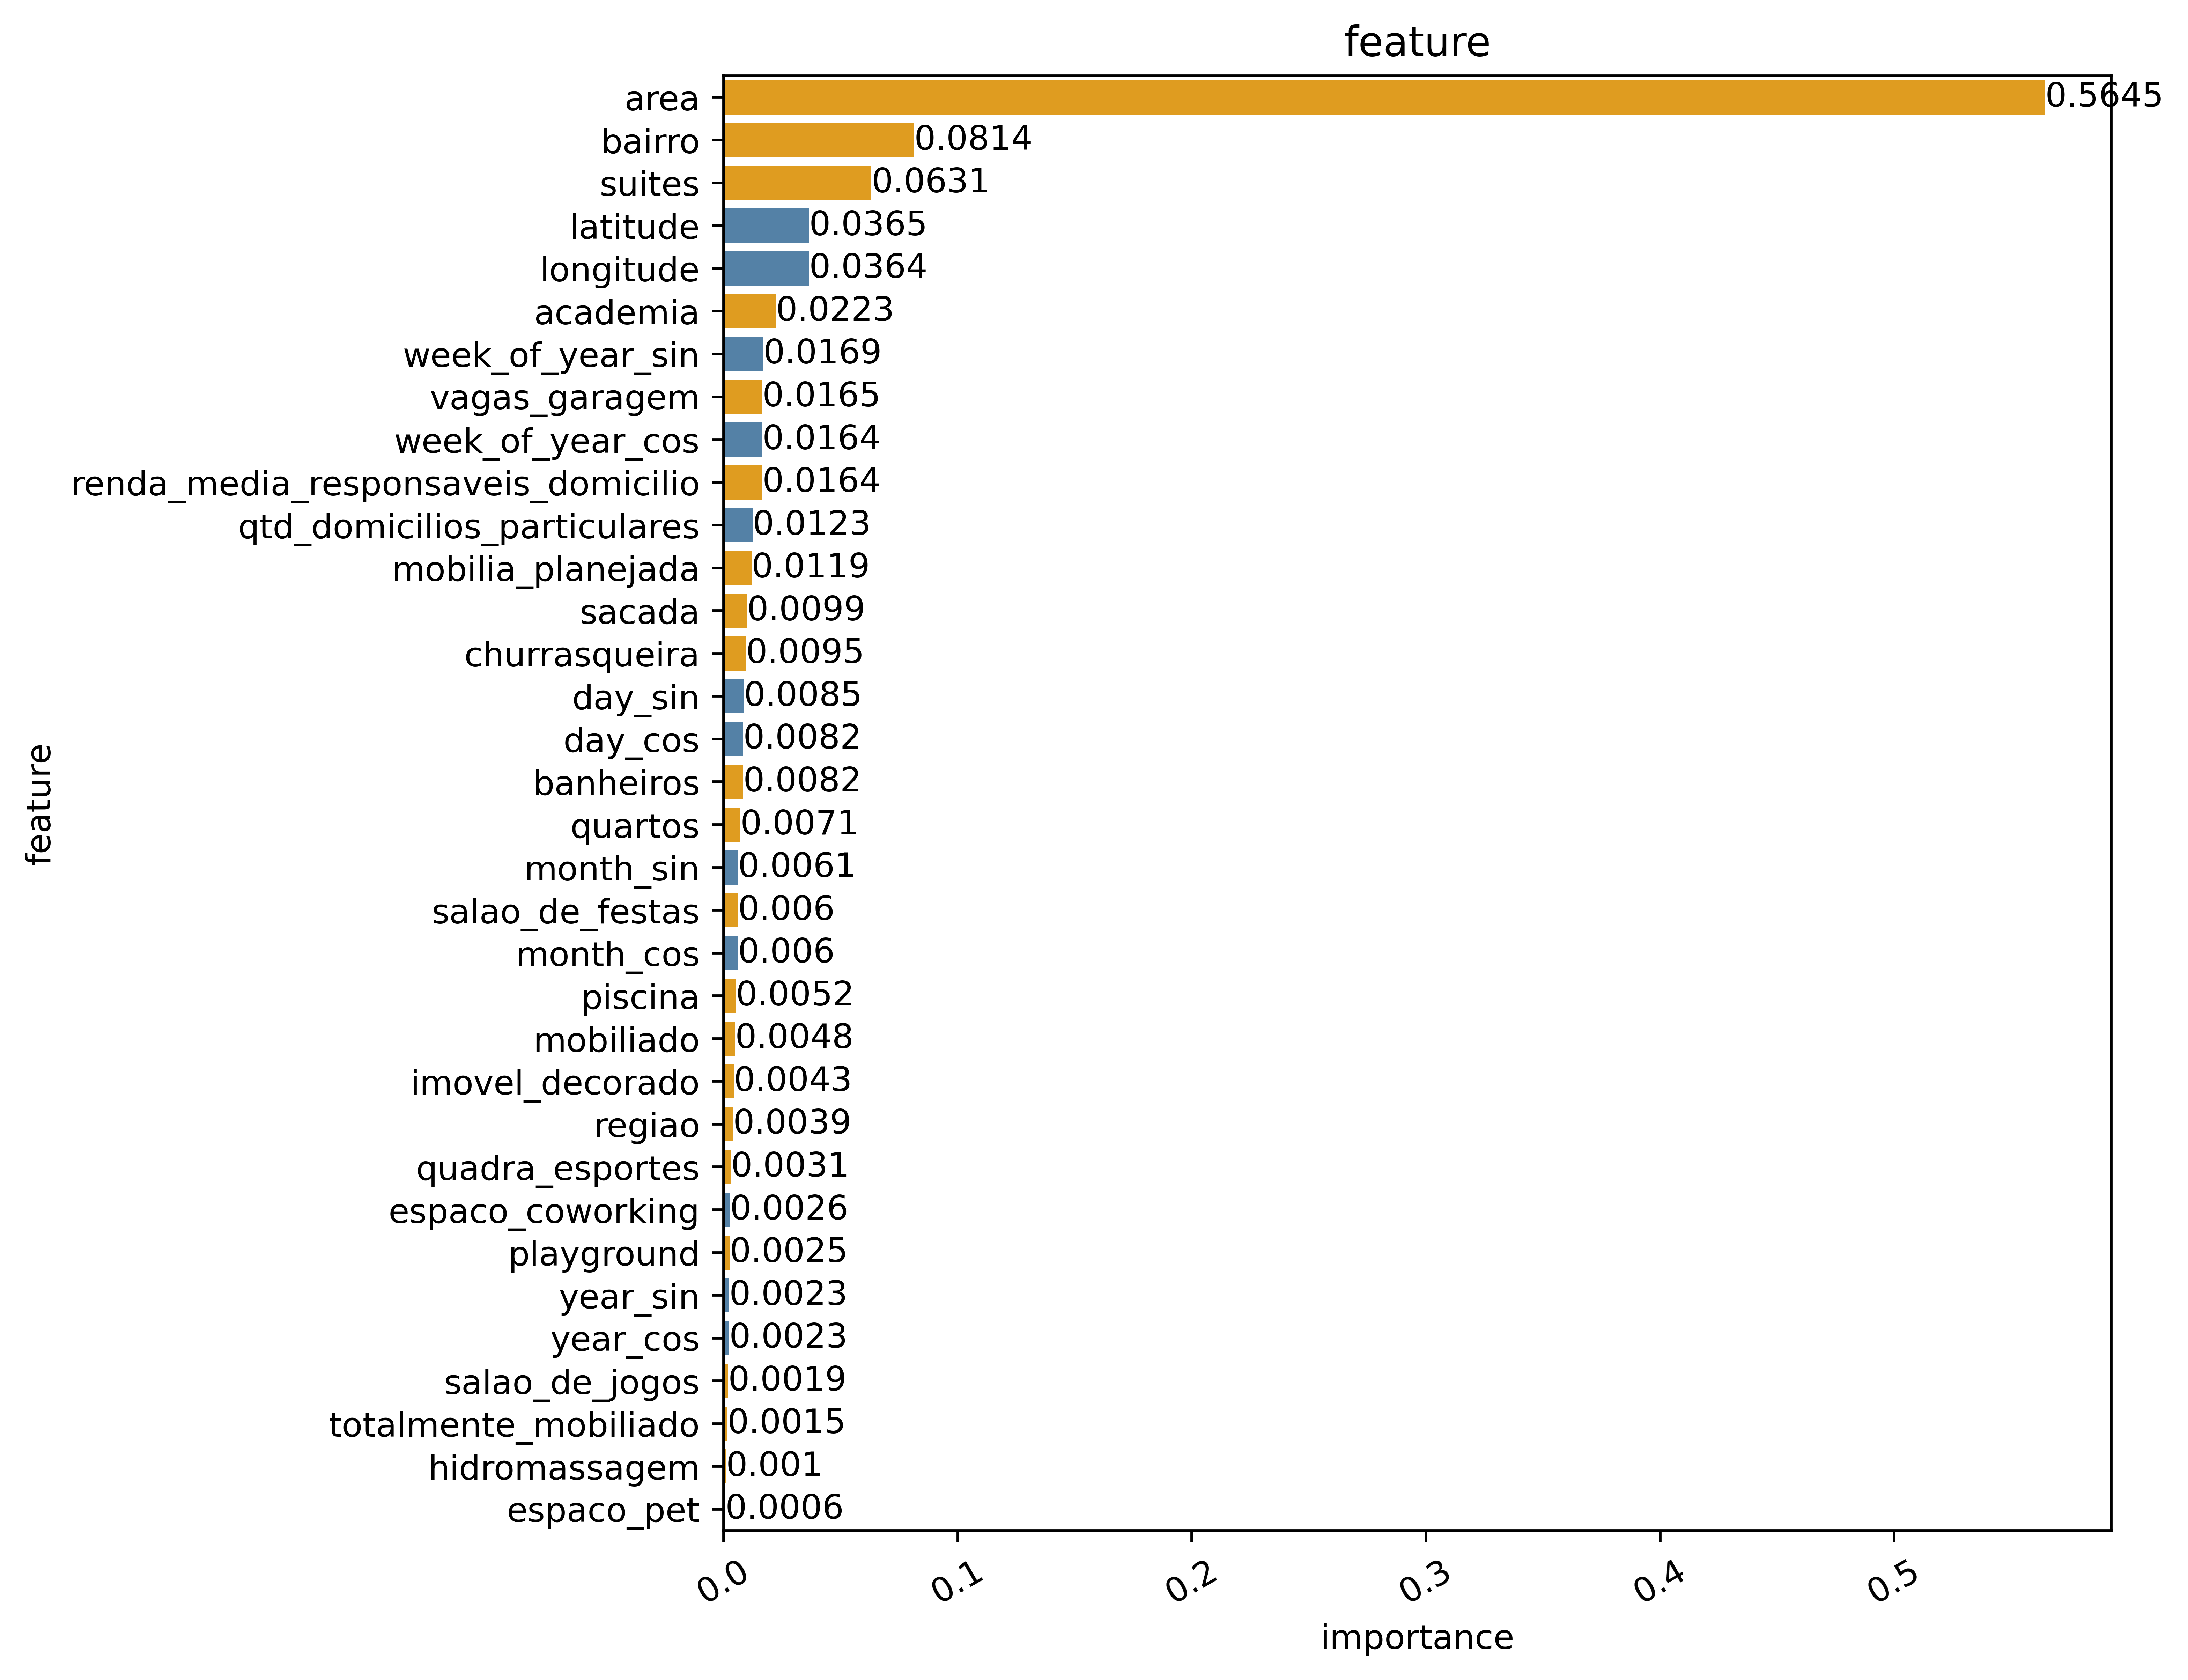 feature
area 0.5645
bairro 0.0814
suites 0.0631
latitude 0.0365
longitude 0.0364
academia 0.0223
week_of_year_sin 0.0169
vagas_garagem 0.0165
week_of_year_cos 0.0164
renda_media_responsaveis_domicilio 0.0164
qtd_domicilios_particulares 0.0123
mobilia_planejada 0.0119
sacada 0.0099
churrasqueira 0.0095
day_sin 0.0085
day_cos 0.0082
banheiros 0.0082
quartos 0.0071
month_sin 0.0061
salao_de_festas 0.006
month_cos 0.006
piscina 0.0052
mobiliado 0.0048
imovel_decorado 0.0043
regiao 0.0039
quadra_esportes 0.0031
espaco_coworking 0.0026
playground 0.0025
year_sin 0.0023
year_cos 0.0023
salao_de_jogos 0.0019
totalmente_mobiliado 0.0015
hidromassagem 0.001
espaco_pet 0.0006
feature
0.0 0.1 0.2 0.3 0.4 0.5
importance